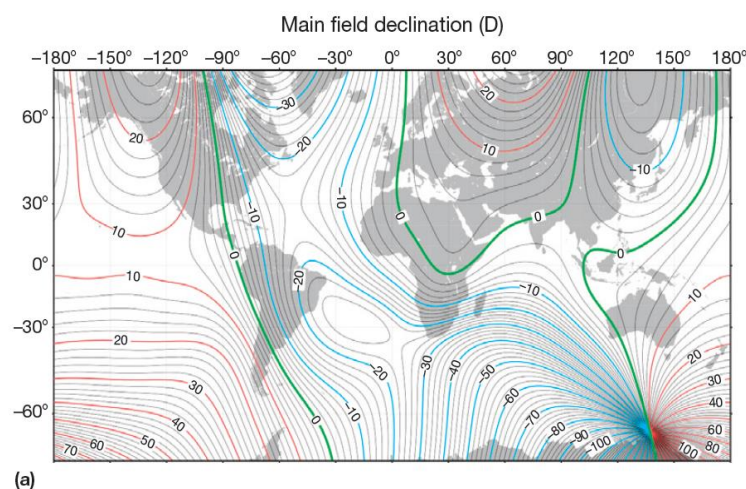 Main field declination (D)
−180° −150° −120° −90° −60° −30° 0° 30° 60° 90° 120° 150° 180°
−30 20
60° 20 −20 10
−10 −10
30° 0
10 −10 0 0
0° 0
10 −20 −10 10
−30° 20 20
−30 −40 −50 30
30 −20 −60 40
−60° 40 0 −10 −70 60
50 −80 −90 −100 80
70 60 100
(a)